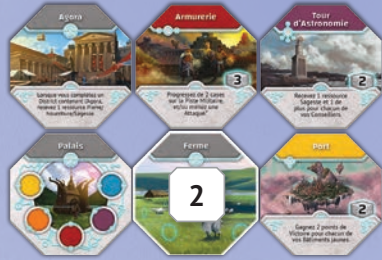 Agora
Lorsque vous complétez un
District contenant l'Agora,
recevez 1 ressource Pierre/
Nourriture/Sagesse
Armurerie
3
Progressez de 2 cases
sur la Piste Militaire,
et/ou initiez une
Attaque"
Tour
d'Astronomie
2
Recevez 1 ressource
Sagesse et 1 de
plus pour chacun de
vos Conseillers.
Palais
Ferme
2
Port
2
Gagnez 2 points de
Victoire pour chacun de
vos Bâtiments jaunes.